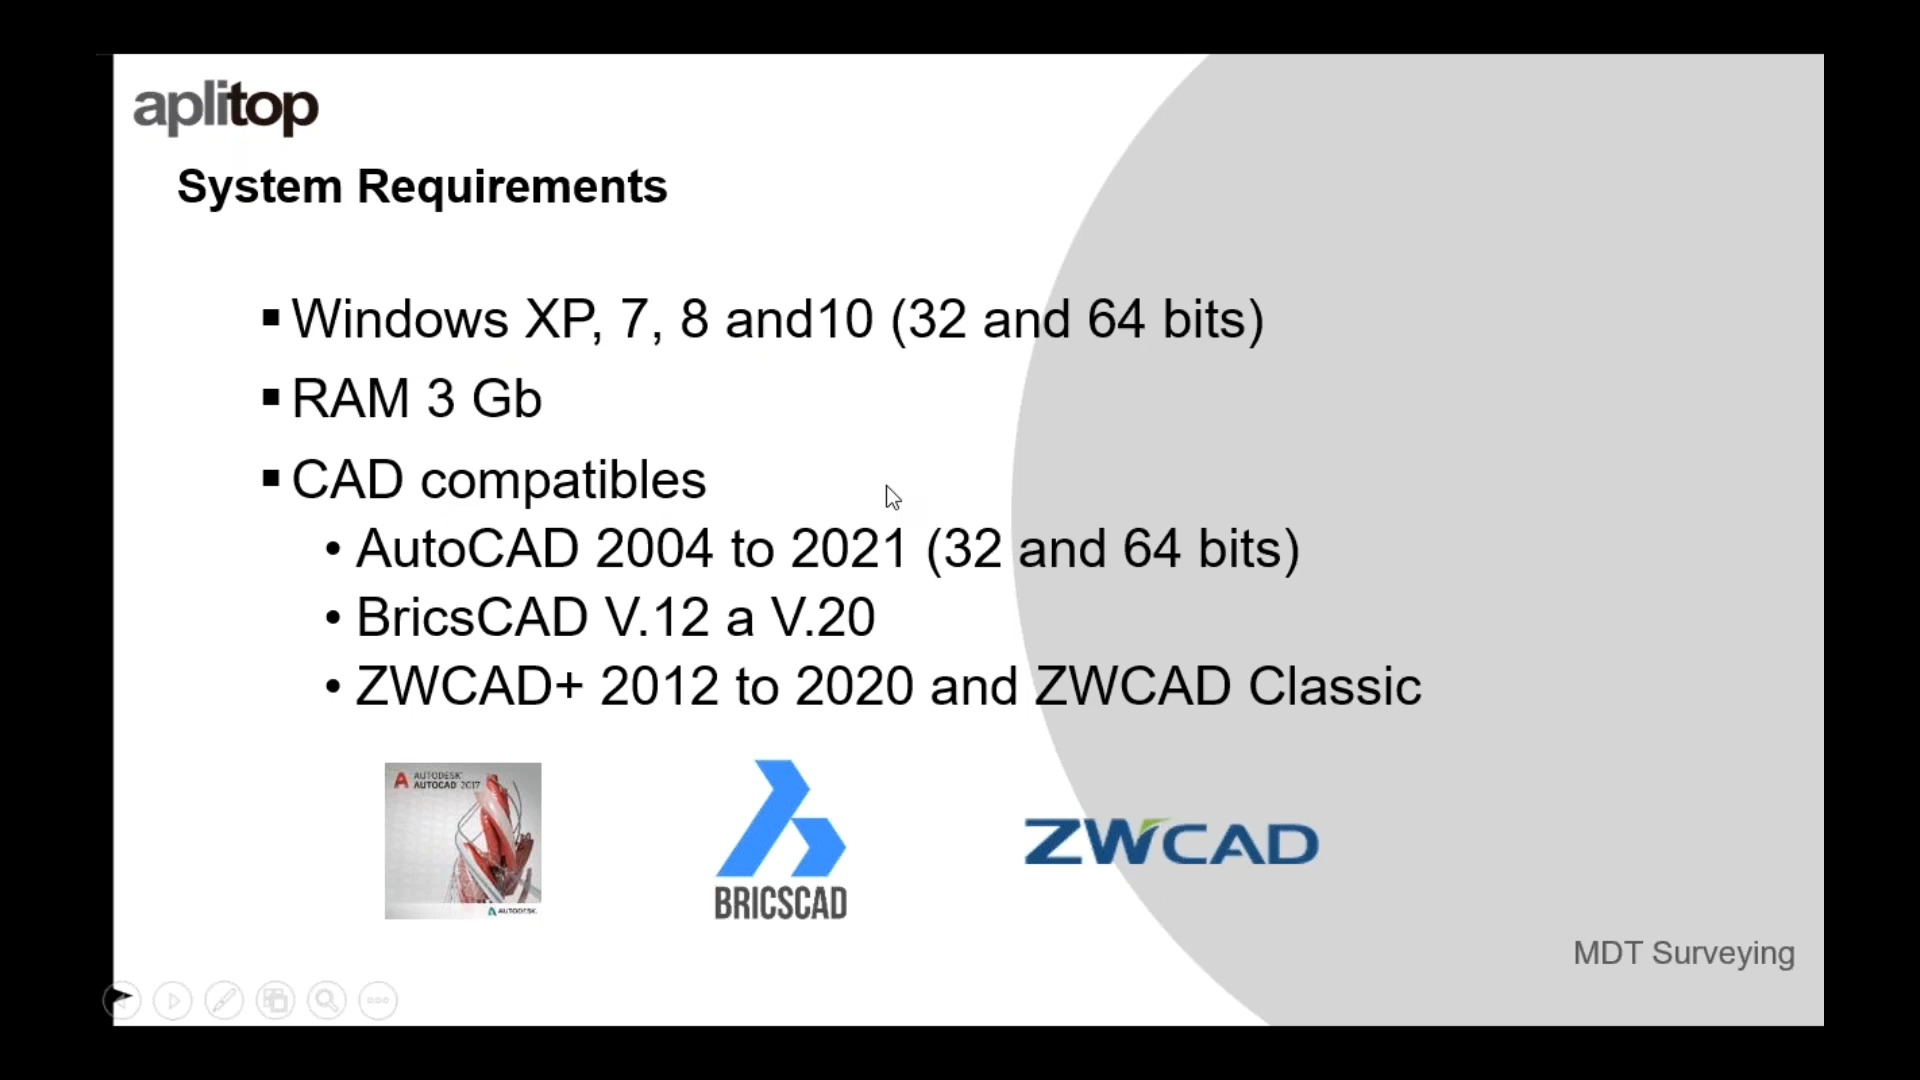 aplitop
System Requirements
Windows XP, 7, 8 and10 (32 and 64 bits)
RAM 3 Gb
CAD compatibles
AutoCAD 2004 to 2021 (32 and 64 bits)
BricsCAD V.12 a V.20
ZWCAD+ 2012 to 2020 and ZWCAD Classic
AUTODESK
AUTOCAD 2017
AUTODESK
BRICSCAD
ZWCAD
MDT Surveying